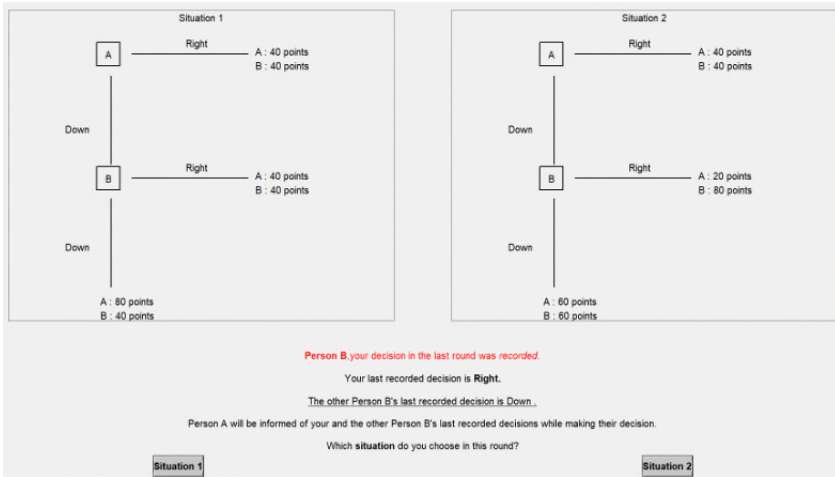 Situation 1
A
Right
A : 40 points
B : 40 points
Down
B
Right
A : 40 points
B : 40 points
Down
A : 80 points
B : 40 points
Situation 2
A
Right
A : 40 points
B : 40 points
Down
B
Right
A : 20 points
B : 80 points
Down
A : 60 points
B : 60 points
Person B,your decision in the last round was recorded.
Your last recorded decision is Right.
The other Person B's last recorded decision is Down .
Person A will be informed of your and the other Person B's last recorded decisions while making their decision.
Which situation do you choose in this round?
Situation 1
Situation 2